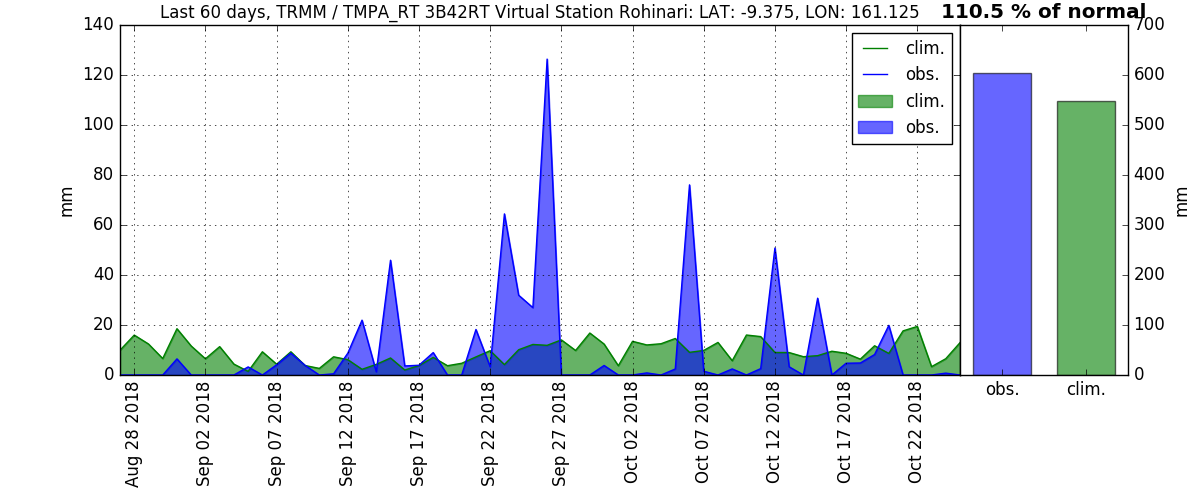 Last 60 days, TRMM / TMPA_RT 3B42RT Virtual Station Rohinari: LAT: -9.375, LON: 161.125
110.5 % of normal
140
120
100
80
60
40
20
0
mm
clim.
obs.
clim.
obs.
700
600
500
400
300
200
100
0
mm
Aug 28 2018
Sep 02 2018
Sep 07 2018
Sep 12 2018
Sep 17 2018
Sep 22 2018
Sep 27 2018
Oct 02 2018
Oct 07 2018
Oct 12 2018
Oct 17 2018
Oct 22 2018
obs.
clim.